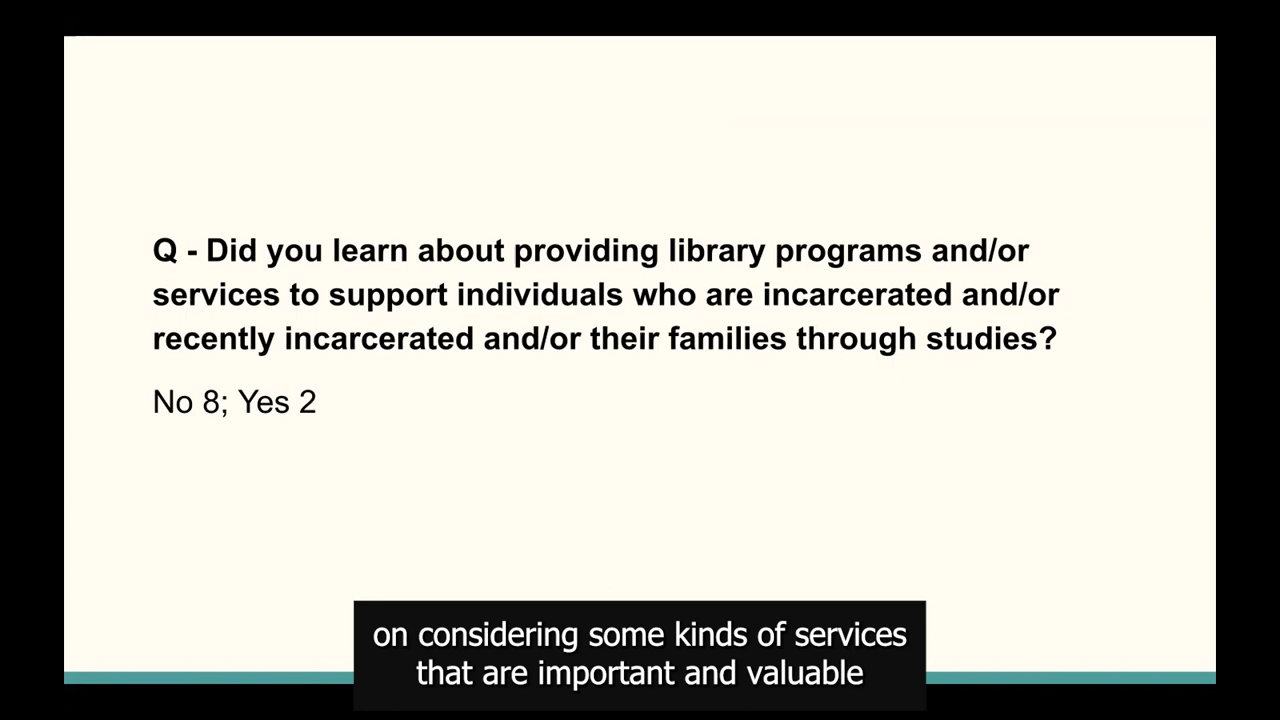 Q - Did you learn about providing library programs and/or
services to support individuals who are incarcerated and/or
recently incarcerated and/or their families through studies?
No 8; Yes 2
on considering some kinds of services
that are important and valuable